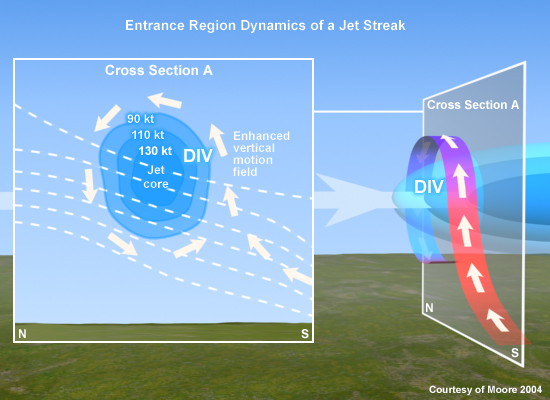 Entrance Region Dynamics of a Jet Streak
Cross Section A
90 kt
110 kt
130 kt
Jet
core
DIV
Enhanced
vertical
motion
field
N
S
Cross Section A
DIV
N
S
Courtesy of Moore 2004